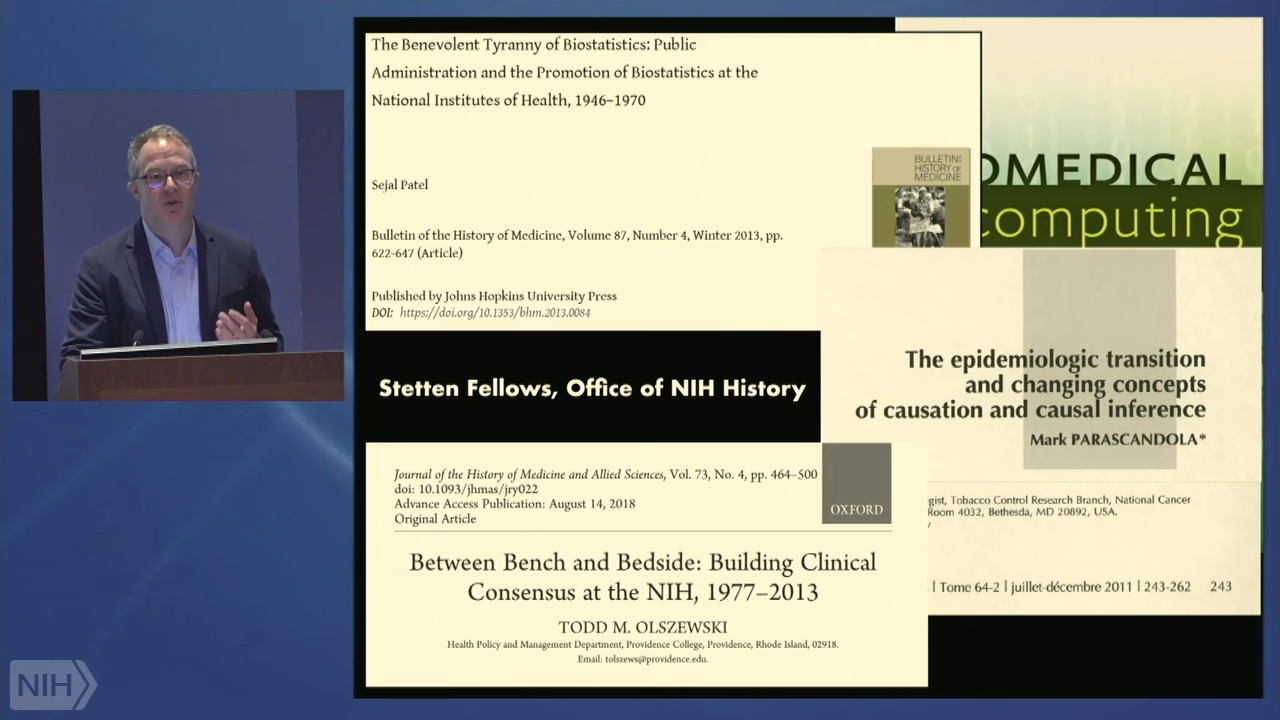 The Benevolent Tyranny of Biostatistics: Public
Administration and the Promotion of Biostatistics at the
National Institutes of Health, 1946–1970
Sejal Patel
Bulletin of the History of Medicine, Volume 87, Number 4, Winter 2013, pp.
622-647 (Article)
Published by Johns Hopkins University Press
DOI: https://doi.org/10.1353/bhm.2013.0084
BULLETIN OF
HISTORY OF
MEDICINE
OMEDICAL
computing
Stetten Fellows, Office of NIH History
The epidemiologic transition
and changing concepts
of causation and causal inference
Mark PARASCANDOLA*
gist, Tobacco Control Research Branch, National Cancer
Room 4032, Bethesda, MD 20892, USA.
| Tome 64-2 | juillet-décembre 2011 | 243-262 243
Journal of the History of Medicine and Allied Sciences, Vol. 73, No. 4, pp. 464–500
doi: 10.1093/jhmas/jry022
Advance Access Publication: August 14, 2018
Original Article
OXFORD
Between Bench and Bedside: Building Clinical
Consensus at the NIH, 1977–2013
TODD M. OLSZEWSKI
Health Policy and Management Department, Providence College, Providence, Rhode Island, 02918.
Email: tolszews@providence.edu.
NIH